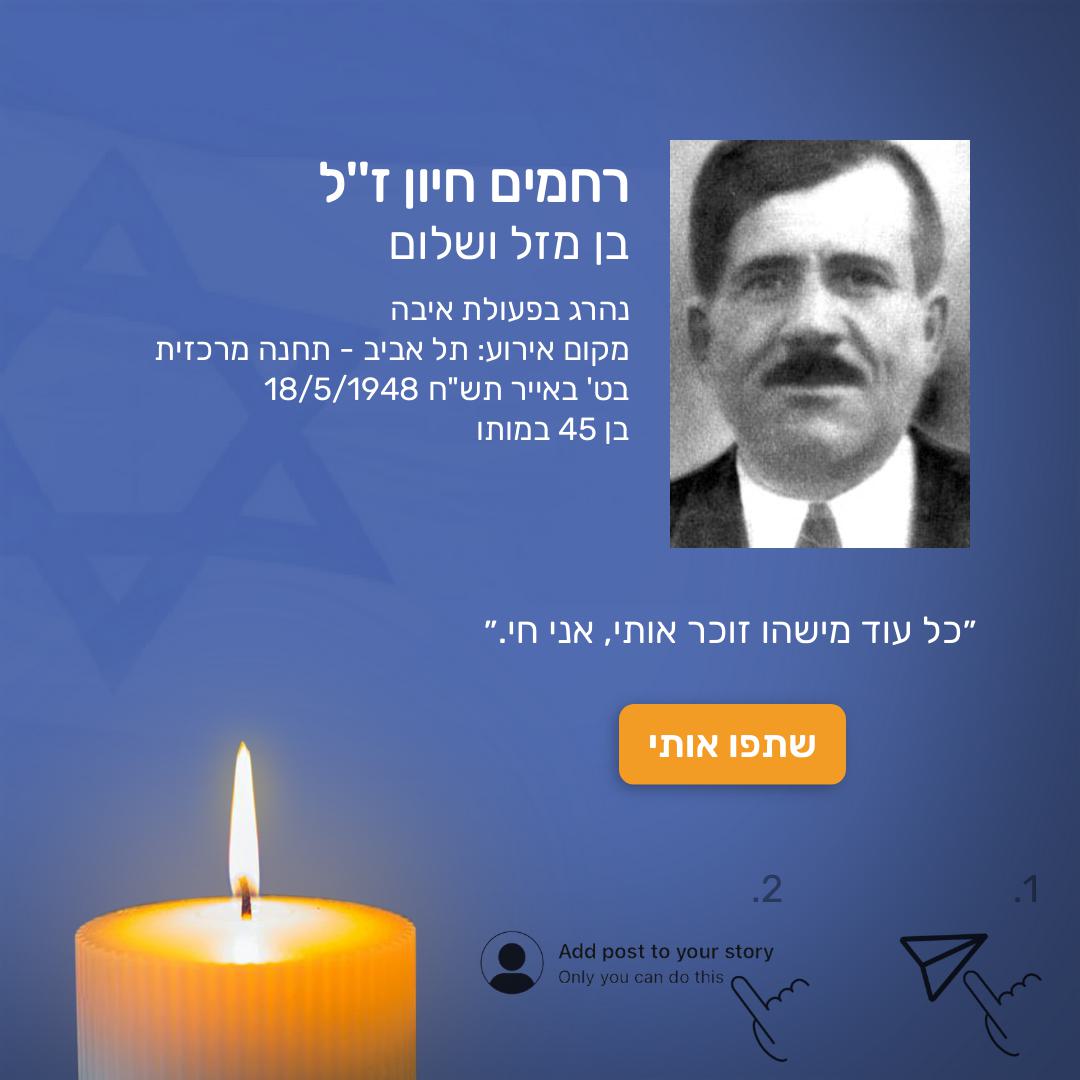 רחמים חיון ז"ל
בן מזל ושלום
נהרג בפעולת איבה
מקום אירוע: תל אביב - תחנה מרכזית
בט' באייר תש"ח 18/5/1948
בן 45 במותו
״כל עוד מישהו זוכר אותי, אני חי.״
שתפו אותי
.1
.2
Add post to your story
Only you can do this